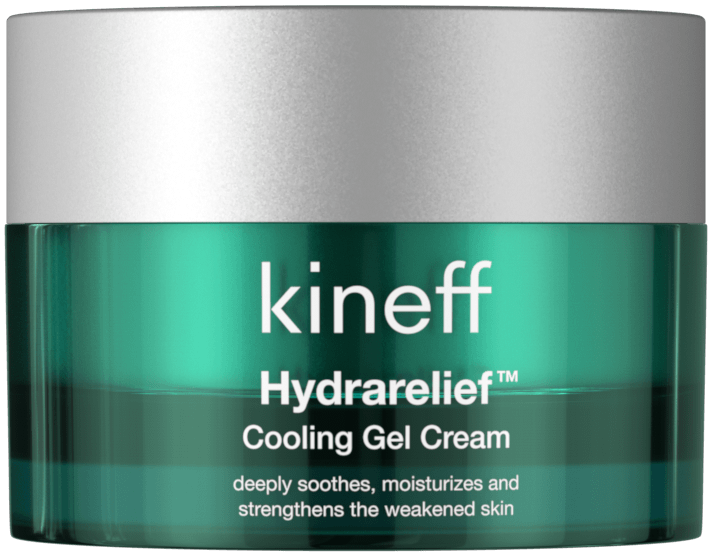 kineff
Hydrarelief™
Cooling Gel Cream
deeply soothes, moisturizes and
strengthens the weakened skin